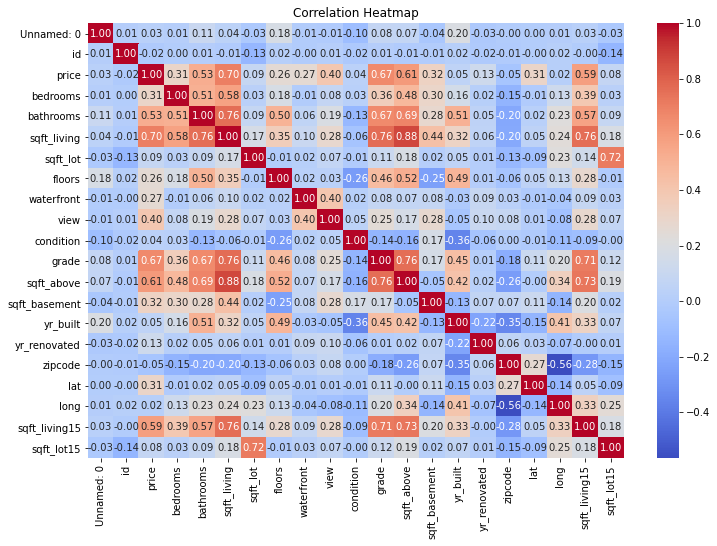 Correlation Heatmap
Unnamed: 0 1.00 0.01 0.03 0.01 0.11 0.04 -0.03 0.18 -0.01 -0.01 -0.10 0.08 0.07 -0.04 0.20 -0.03 -0.00 -0.00 0.01 0.03 -0.03
id 0.01 1.00 -0.02 0.00 0.01 -0.01 -0.13 0.02 -0.00 0.01 -0.02 0.01 -0.01 -0.01 0.02 -0.02 -0.01 -0.00 0.02 -0.00 -0.14
price 0.03 -0.02 1.00 0.31 0.53 0.70 0.09 0.26 0.27 0.40 0.04 0.67 0.61 0.32 0.05 0.13 -0.05 0.31 0.02 0.59 0.08
bedrooms 0.01 0.00 0.31 1.00 0.51 0.58 0.03 0.18 -0.01 0.08 0.03 0.36 0.48 0.30 0.16 0.02 -0.15 -0.01 0.13 0.39 0.03
bathrooms 0.11 0.01 0.53 0.51 1.00 0.76 0.09 0.50 0.06 0.19 -0.13 0.67 0.69 0.28 0.51 0.05 -0.20 0.02 0.23 0.57 0.09
sqft_living 0.04 -0.01 0.70 0.58 0.76 1.00 0.17 0.35 0.10 0.28 -0.06 0.76 0.88 0.44 0.32 0.06 -0.20 0.05 0.24 0.76 0.18
sqft_lot -0.03 -0.13 0.09 0.03 0.09 0.17 1.00 -0.01 0.02 0.07 -0.01 0.11 0.18 0.02 0.05 0.01 -0.13 -0.09 0.23 0.14 0.72
floors 0.18 0.02 0.26 0.18 0.50 0.35 -0.01 1.00 0.02 0.03 -0.26 0.46 0.52 -0.25 0.49 0.01 -0.06 0.05 0.13 0.28 -0.01
waterfront -0.01 -0.00 0.27 -0.01 0.06 0.10 0.02 0.02 1.00 0.40 0.02 0.08 0.07 0.08 -0.03 0.09 0.03 -0.01 -0.04 0.09 0.03
view -0.01 0.01 0.40 0.08 0.19 0.28 0.07 0.03 0.40 1.00 0.05 0.25 0.17 0.28 -0.05 0.10 0.08 0.01 -0.08 0.28 0.07
condition -0.10 -0.02 0.04 0.03 -0.13 -0.06 -0.01 -0.26 0.02 0.05 1.00 -0.14 -0.16 0.17 -0.36 -0.06 0.00 -0.01 -0.11 -0.09 -0.00
grade 0.08 0.01 0.67 0.36 0.67 0.76 0.11 0.46 0.08 0.25 -0.14 1.00 0.76 0.17 0.45 0.01 -0.18 0.11 0.20 0.71 0.12
sqft_above 0.07 -0.01 0.61 0.48 0.69 0.88 0.18 0.52 0.07 0.17 -0.16 0.76 1.00 -0.05 0.42 0.02 -0.26 -0.00 0.34 0.73 0.19
sqft_basement -0.04 -0.01 0.32 0.30 0.28 0.44 0.02 -0.25 0.08 0.28 0.17 0.17 -0.05 1.00 -0.13 0.07 0.07 0.11 -0.14 0.20 0.02
yr_built 0.20 0.02 0.05 0.16 0.51 0.32 0.05 0.49 -0.03 -0.05 -0.36 0.45 0.42 -0.13 1.00 -0.22 -0.35 -0.15 0.41 0.33 0.07
yr_renovated -0.03 -0.02 0.13 0.02 0.05 0.06 0.01 0.01 0.09 0.10 -0.06 0.01 0.02 0.07 -0.22 1.00 0.06 0.03 -0.07 -0.00 0.01
zipcode -0.00 -0.01 -0.05 -0.15 -0.20 -0.20 -0.13 -0.06 0.03 0.08 0.00 -0.18 -0.26 0.07 -0.35 0.06 1.00 0.27 -0.56 -0.28 -0.15
lat -0.00 -0.00 0.31 -0.01 0.02 0.05 -0.09 0.05 -0.01 0.01 -0.01 0.11 -0.00 0.11 -0.15 0.03 0.27 1.00 -0.14 0.05 -0.09
long 0.01 0.02 0.02 0.13 0.23 0.24 0.23 0.13 -0.04 -0.08 -0.11 0.20 0.34 -0.14 0.41 -0.07 -0.56 -0.14 1.00 0.33 0.25
sqft_living15 0.03 -0.00 0.59 0.39 0.57 0.76 0.14 0.28 0.09 0.28 -0.09 0.71 0.73 0.20 0.33 -0.00 -0.28 0.05 0.33 1.00 0.18
sqft_lot15 -0.03 -0.14 0.08 0.03 0.09 0.18 0.72 -0.01 0.03 0.07 -0.00 0.12 0.19 0.02 0.07 0.01 -0.15 -0.09 0.25 0.18 1.00
Unnamed: 0 id price bedrooms bathrooms sqft_living sqft_lot floors waterfront view condition grade sqft_above sqft_basement yr_built yr_renovated zipcode lat long sqft_living15 sqft_lot15
1.0
0.8
0.6
0.4
0.2
0.0
−0.2
−0.4